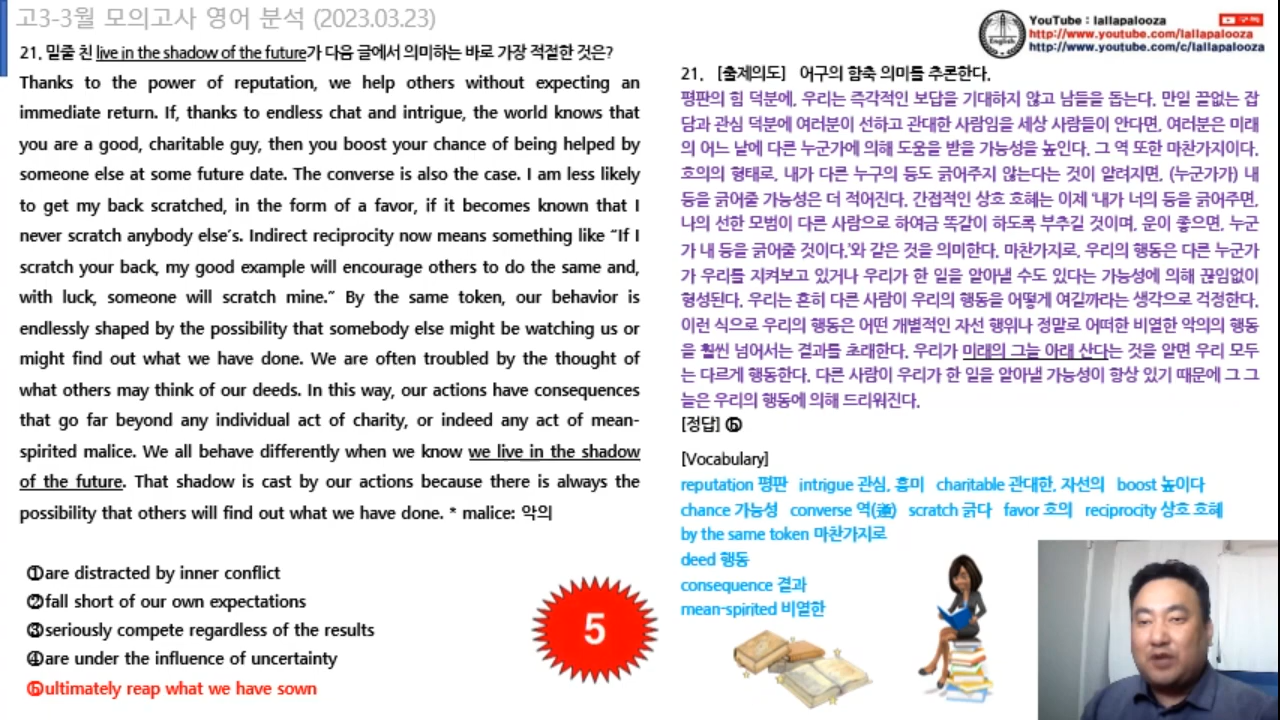 고3-3월 모의고사 영어 분석 (2023.03.23)
YouTube : lallapalooza
구독
http://www.youtube.com/lallapalooza
http://www.youtube.com/c/lallapalooza
English
21. 밑줄 친 live in the shadow of the future가 다음 글에서 의미하는 바로 가장 적절한 것은?
Thanks to the power of reputation, we help others without expecting an
immediate return. If, thanks to endless chat and intrigue, the world knows that
you are a good, charitable guy, then you boost your chance of being helped by
someone else at some future date. The converse is also the case. I am less likely
to get my back scratched, in the form of a favor, if it becomes known that I
never scratch anybody else's. Indirect reciprocity now means something like “If I
scratch your back, my good example will encourage others to do the same and,
with luck, someone will scratch mine.” By the same token, our behavior is
endlessly shaped by the possibility that somebody else might be watching us or
might find out what we have done. We are often troubled by the thought of
what others may think of our deeds. In this way, our actions have consequences
that go far beyond any individual act of charity, or indeed any act of mean-
spirited malice. We all behave differently when we know we live in the shadow
of the future. That shadow is cast by our actions because there is always the
possibility that others will find out what we have done. * malice: 악의
①are distracted by inner conflict
②fall short of our own expectations
③seriously compete regardless of the results
④are under the influence of uncertainty
⑤ultimately reap what we have sown
5
21. [출제의도] 어구의 함축 의미를 추론한다.
평판의 힘 덕분에, 우리는 즉각적인 보답을 기대하지 않고 남들을 돕는다. 만일 끝없는 잡
담과 관심 덕분에 여러분이 선하고 관대한 사람임을 세상 사람들이 안다면, 여러분은 미래
의 어느 날에 다른 누군가에 의해 도움을 받을 가능성을 높인다. 그 역 또한 마찬가지이다.
호의의 형태로, 내가 다른 누구의 등도 긁어주지 않는다는 것이 알려지면, (누군가가) 내
등을 긁어줄 가능성은 더 적어진다. 간접적인 상호 호혜는 이제 '내가 너의 등을 긁어주면,
나의 선한 모범이 다른 사람으로 하여금 똑같이 하도록 부추길 것이며, 운이 좋으면, 누군
가 내 등을 긁어줄 것이다.'와 같은 것을 의미한다. 마찬가지로, 우리의 행동은 다른 누군가
가 우리를 지켜보고 있거나 우리가 한 일을 알아낼 수도 있다는 가능성에 의해 끊임없이
형성된다. 우리는 흔히 다른 사람이 우리의 행동을 어떻게 여길까라는 생각으로 걱정한다.
이런 식으로 우리의 행동은 어떤 개별적인 자선 행위나 정말로 어떠한 비열한 악의의 행동
을 훨씬 넘어서는 결과를 초래한다. 우리가 미래의 그늘 아래 산다는 것을 알면 우리 모두
는 다르게 행동한다. 다른 사람이 우리가 한 일을 알아낼 가능성이 항상 있기 때문에 그 그
늘은 우리의 행동에 의해 드리워진다.
[정답] ⑤
[Vocabulary]
reputation 평판 intrigue 관심, 흥미 charitable 관대한, 자선의 boost 높이다
chance 가능성 converse 역(逆) scratch 긁다 favor 호의 reciprocity 상호 호혜
by the same token 마찬가지로
deed 행동
consequence 결과
mean-spirited 비열한